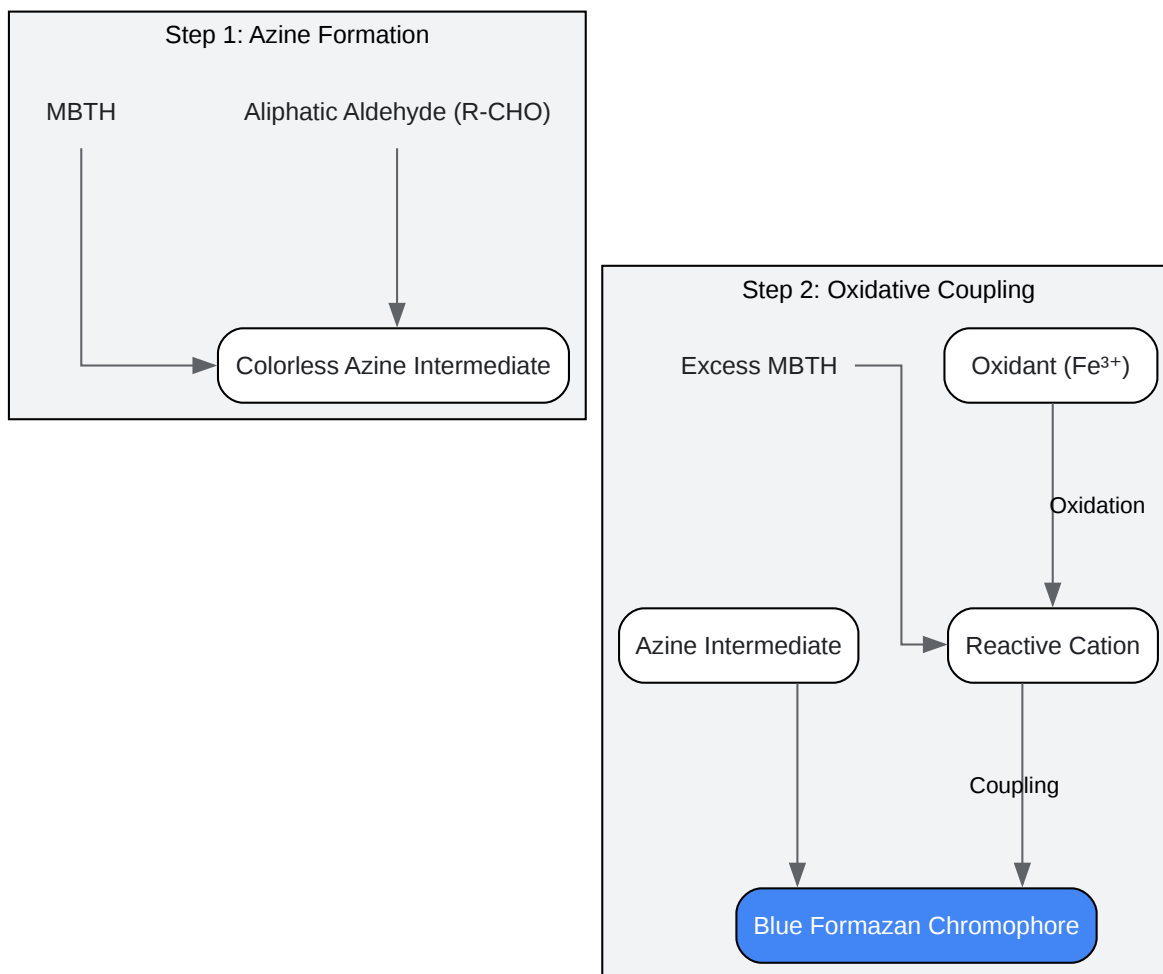 Step 1: Azine Formation
MBTH
Aliphatic Aldehyde (R-CHO)
Colorless Azine Intermediate
Step 2: Oxidative Coupling
Excess MBTH
Oxidant (Fe³⁺)
Oxidation
Azine Intermediate
Reactive Cation
Coupling
Blue Formazan Chromophore